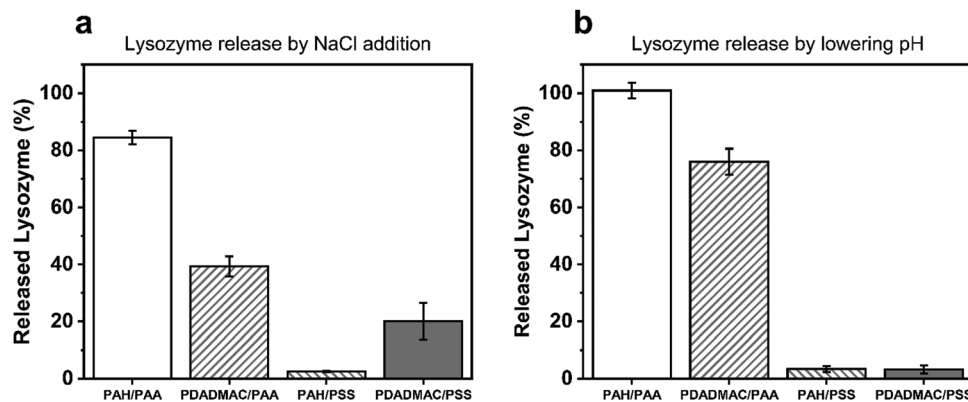 a
Lysozyme release by NaCl addition
Released Lysozyme (%)
100
80
60
40
20
0
PAH/PAA PDADMAC/PAA PAH/PSS PDADMAC/PSS
b
Lysozyme release by lowering pH
Released Lysozyme (%)
100
80
60
40
20
0
PAH/PAA PDADMAC/PAA PAH/PSS PDADMAC/PSS